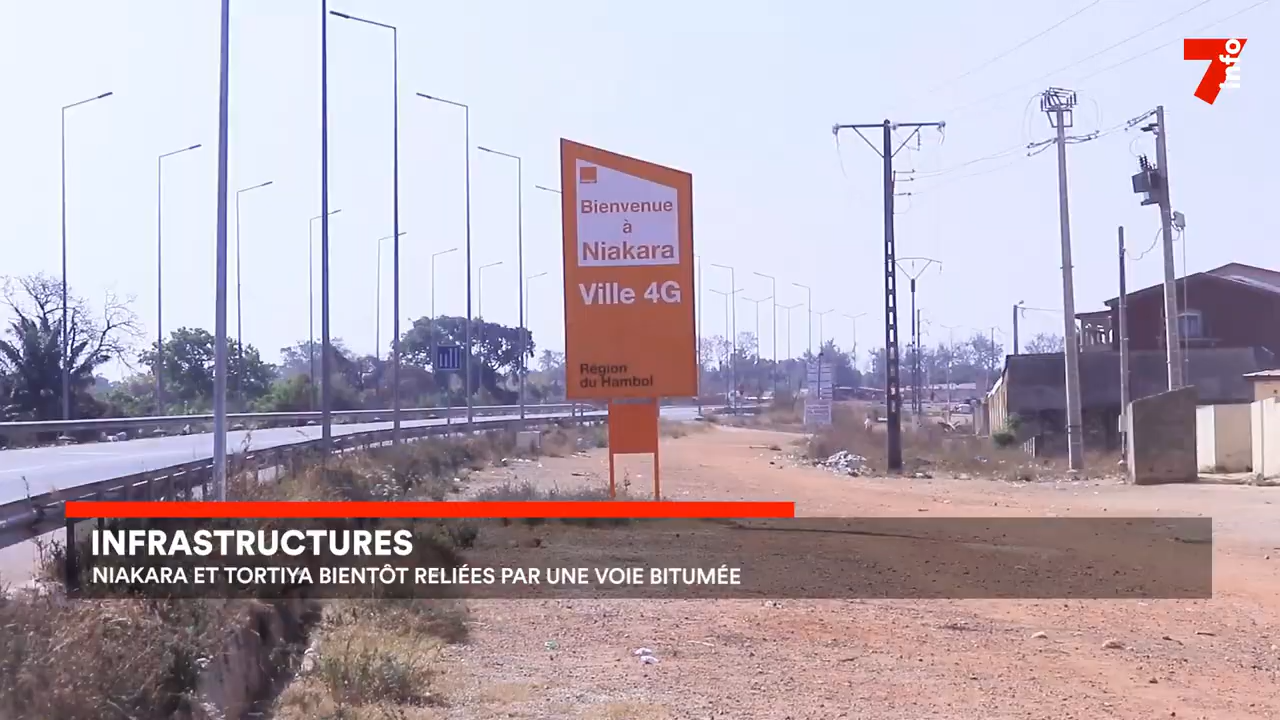 7info
Bienvenue
à
Niakara
Ville 4G
Région
du Hambol
INFRASTRUCTURES
NIAKARA ET TORTIYA BIENTÔT RELIÉES PAR UNE VOIE BITUMÉE